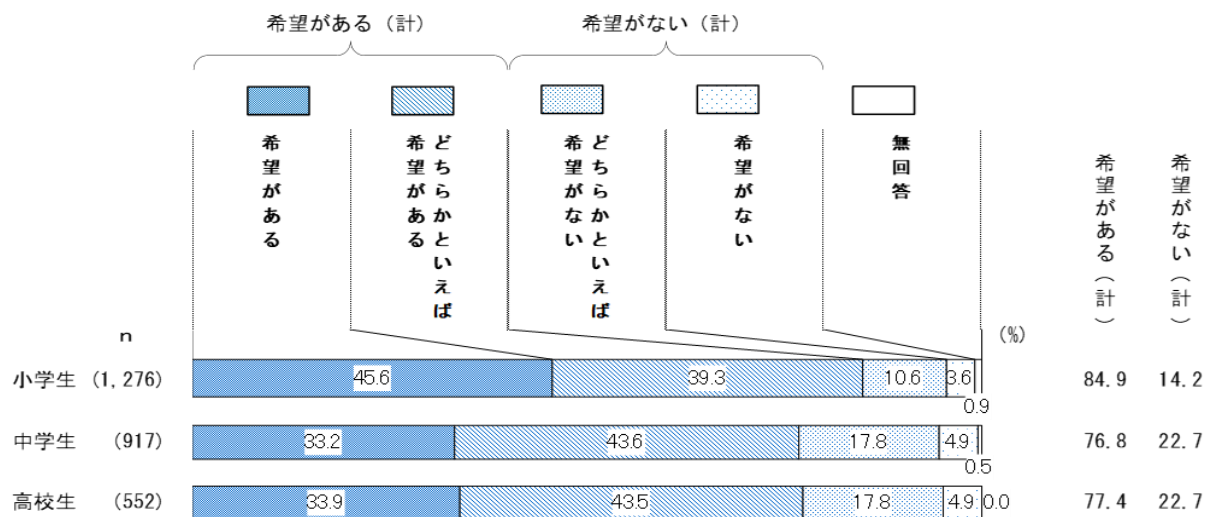 希望がある（計）
希望がない（計）
希望がある
どちらかといえば
希望がある
どちらかといえば
希望がない
希望がない
無回答
希望がある（計）
希望がない（計）
n
(%)
小学生 (1,276) 45.6 39.3 10.6 3.6 0.9 84.9 14.2
中学生 (917) 33.2 43.6 17.8 4.9 0.5 76.8 22.7
高校生 (552) 33.9 43.5 17.8 4.9 0.0 77.4 22.7